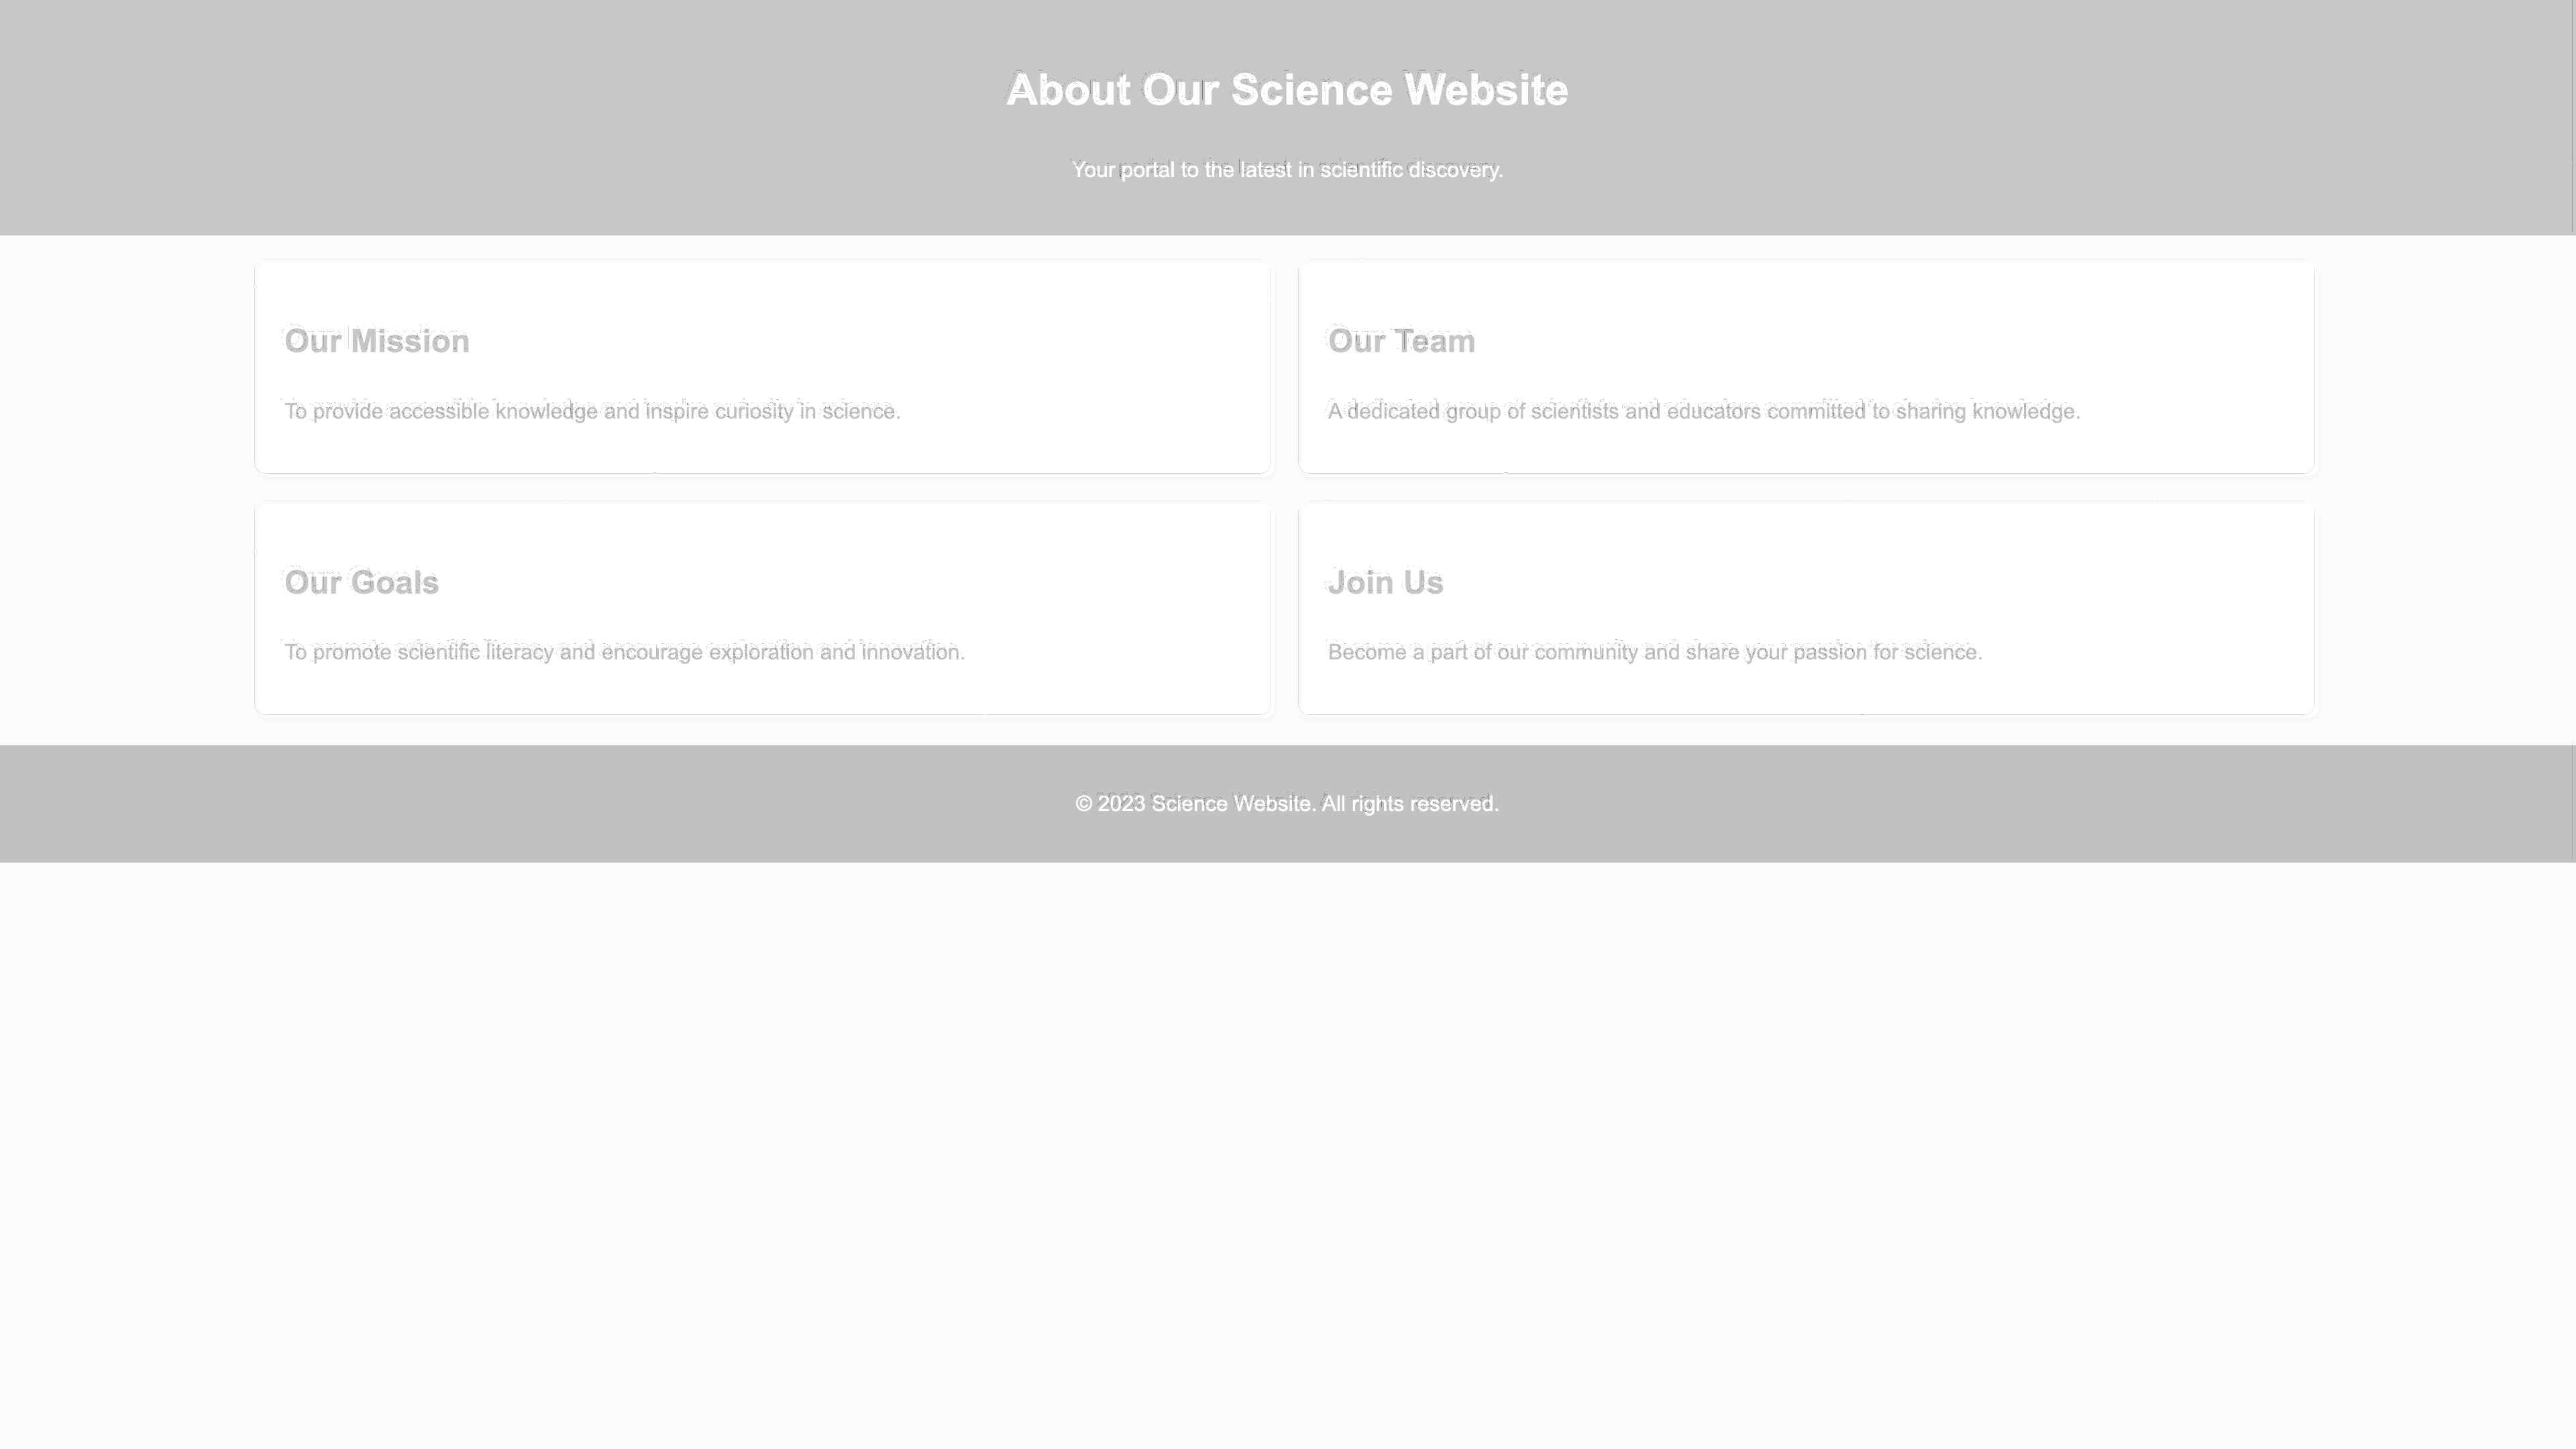 About Our Science Website
Your portal to the latest in scientific discovery.
Our Mission
To provide accessible knowledge and inspire curiosity in science.
Our Team
A dedicated group of scientists and educators committed to sharing knowledge.
Our Goals
To promote scientific literacy and encourage exploration and innovation.
Join Us
Become a part of our community and share your passion for science.
© 2023 Science Website. All rights reserved.